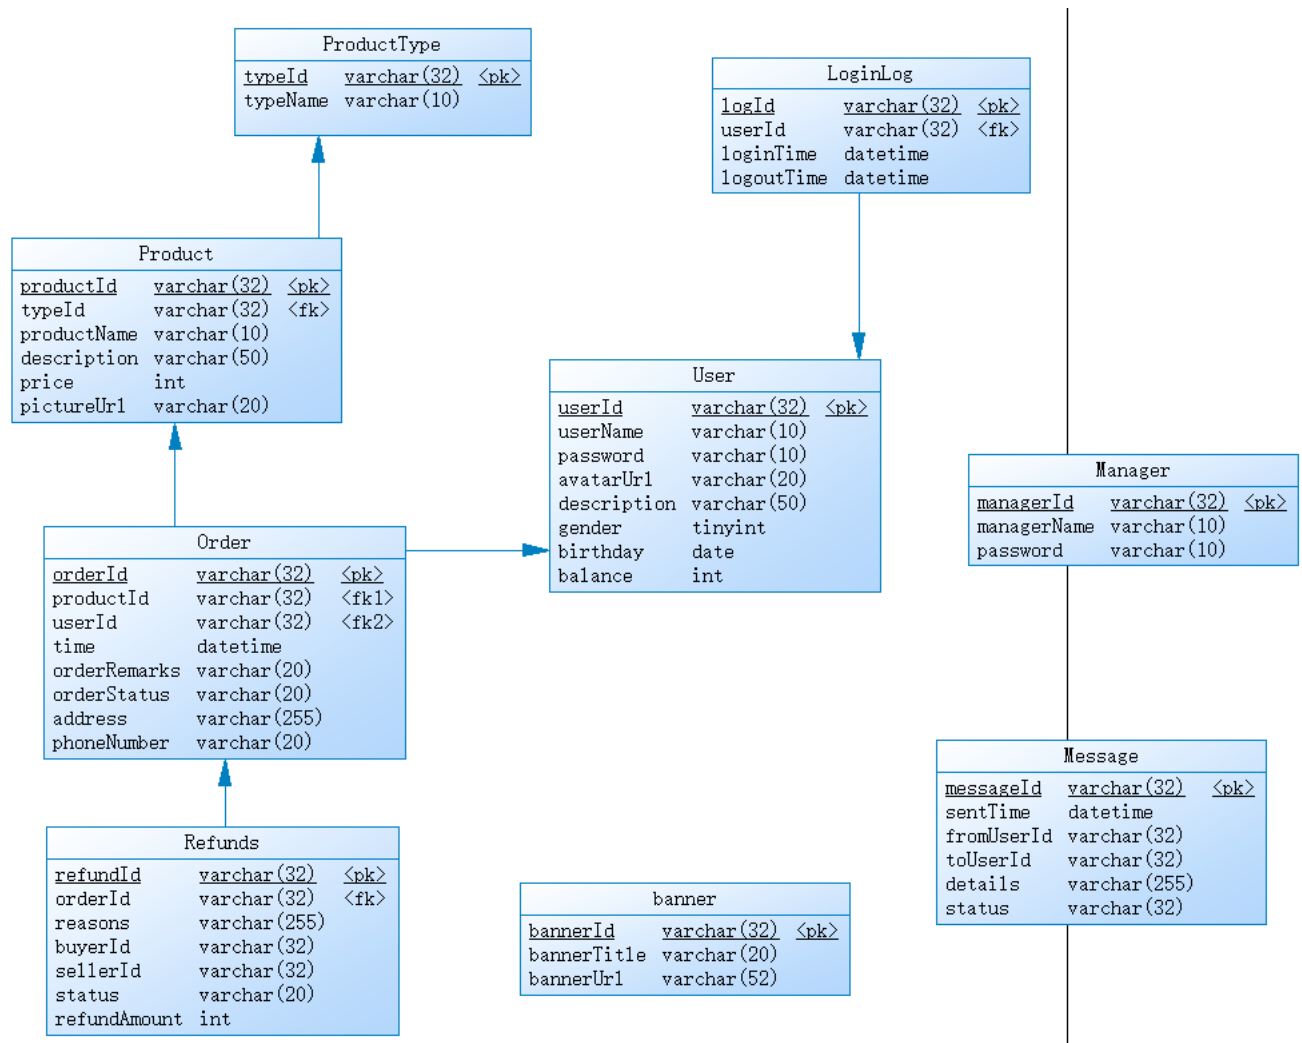 ProductType
typeId varchar(32) <pk>
typeName varchar(10)
LoginLog
logId varchar(32) <pk>
userId varchar(32) <fk>
loginTime datetime
logoutTime datetime
Product
productId varchar(32) <pk>
typeId varchar(32) <fk>
productName varchar(10)
description varchar(50)
price int
pictureUrl varchar(20)
User
userId varchar(32) <pk>
userName varchar(10)
password varchar(10)
avatarUrl varchar(20)
description varchar(50)
gender tinyint
birthday date
balance int
Manager
managerId varchar(32) <pk>
managerName varchar(10)
password varchar(10)
Order
orderId varchar(32) <pk>
productId varchar(32) <fk1>
userId varchar(32) <fk2>
time datetime
orderRemarks varchar(20)
orderStatus varchar(20)
address varchar(255)
phoneNumber varchar(20)
Message
messageId varchar(32) <pk>
sentTime datetime
fromUserId varchar(32)
toUserId varchar(32)
details varchar(255)
status varchar(32)
Refunds
refundId varchar(32) <pk>
orderId varchar(32) <fk>
reasons varchar(255)
buyerId varchar(32)
sellerId varchar(32)
status varchar(20)
refundAmount int
banner
bannerId varchar(32) <pk>
bannerTitle varchar(20)
bannerUrl varchar(52)